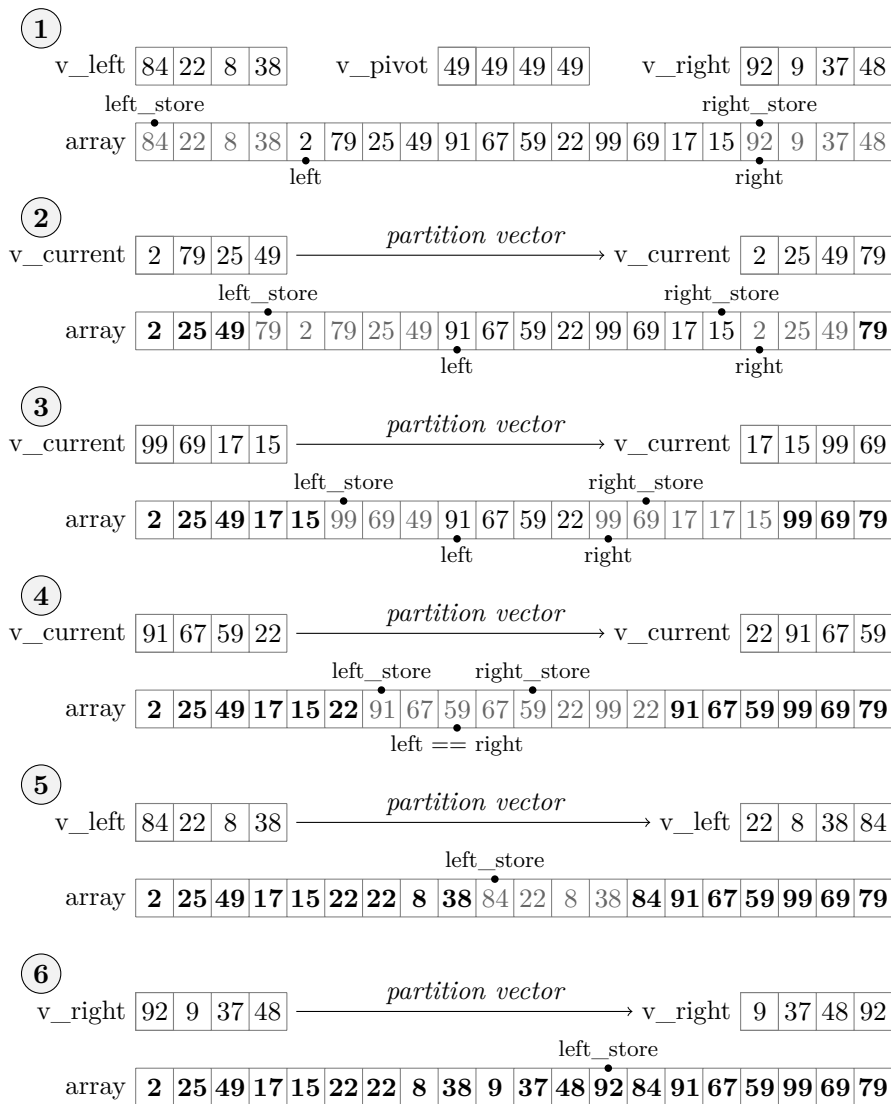 1
v_left 84 22 8 38 v_pivot 49 49 49 49 v_right 92 9 37 48
left_store right_store
array 84 22 8 38 2 79 25 49 91 67 59 22 99 69 17 15 92 9 37 48
left right
2
v_current 2 79 25 49 partition vector v_current 2 25 49 79
left_store right_store
array 2 25 49 79 2 79 25 49 91 67 59 22 99 69 17 15 2 25 49 79
left right
3
v_current 99 69 17 15 partition vector v_current 17 15 99 69
left_store right_store
array 2 25 49 17 15 99 69 49 91 67 59 22 99 69 17 17 15 99 69 79
left right
4
v_current 91 67 59 22 partition vector v_current 22 91 67 59
left_store right_store
array 2 25 49 17 15 22 91 67 59 67 59 22 99 22 91 67 59 99 69 79
left == right
5
v_left 84 22 8 38 partition vector v_left 22 8 38 84
left_store
array 2 25 49 17 15 22 22 8 38 84 22 8 38 84 91 67 59 99 69 79
6
v_right 92 9 37 48 partition vector v_right 9 37 48 92
left_store
array 2 25 49 17 15 22 22 8 38 9 37 48 92 84 91 67 59 99 69 79